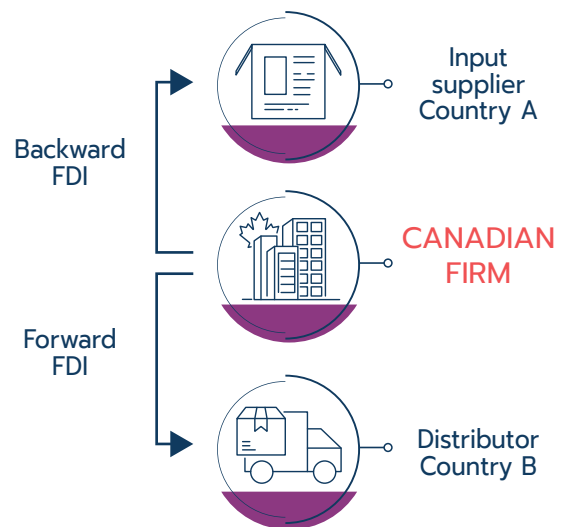 Input
supplier
Country A
Backward
FDI
CANADIAN
FIRM
Forward
FDI
Distributor
Country B